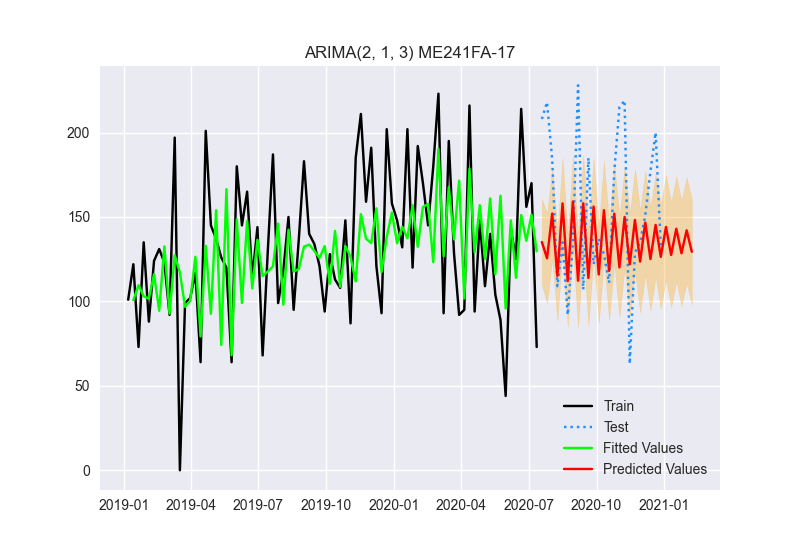 ARIMA(2, 1, 3) ME241FA-17
200
150
100
50
0
Train
Test
Fitted Values
Predicted Values
2019-01 2019-04 2019-07 2019-10 2020-01 2020-04 2020-07 2020-10 2021-01